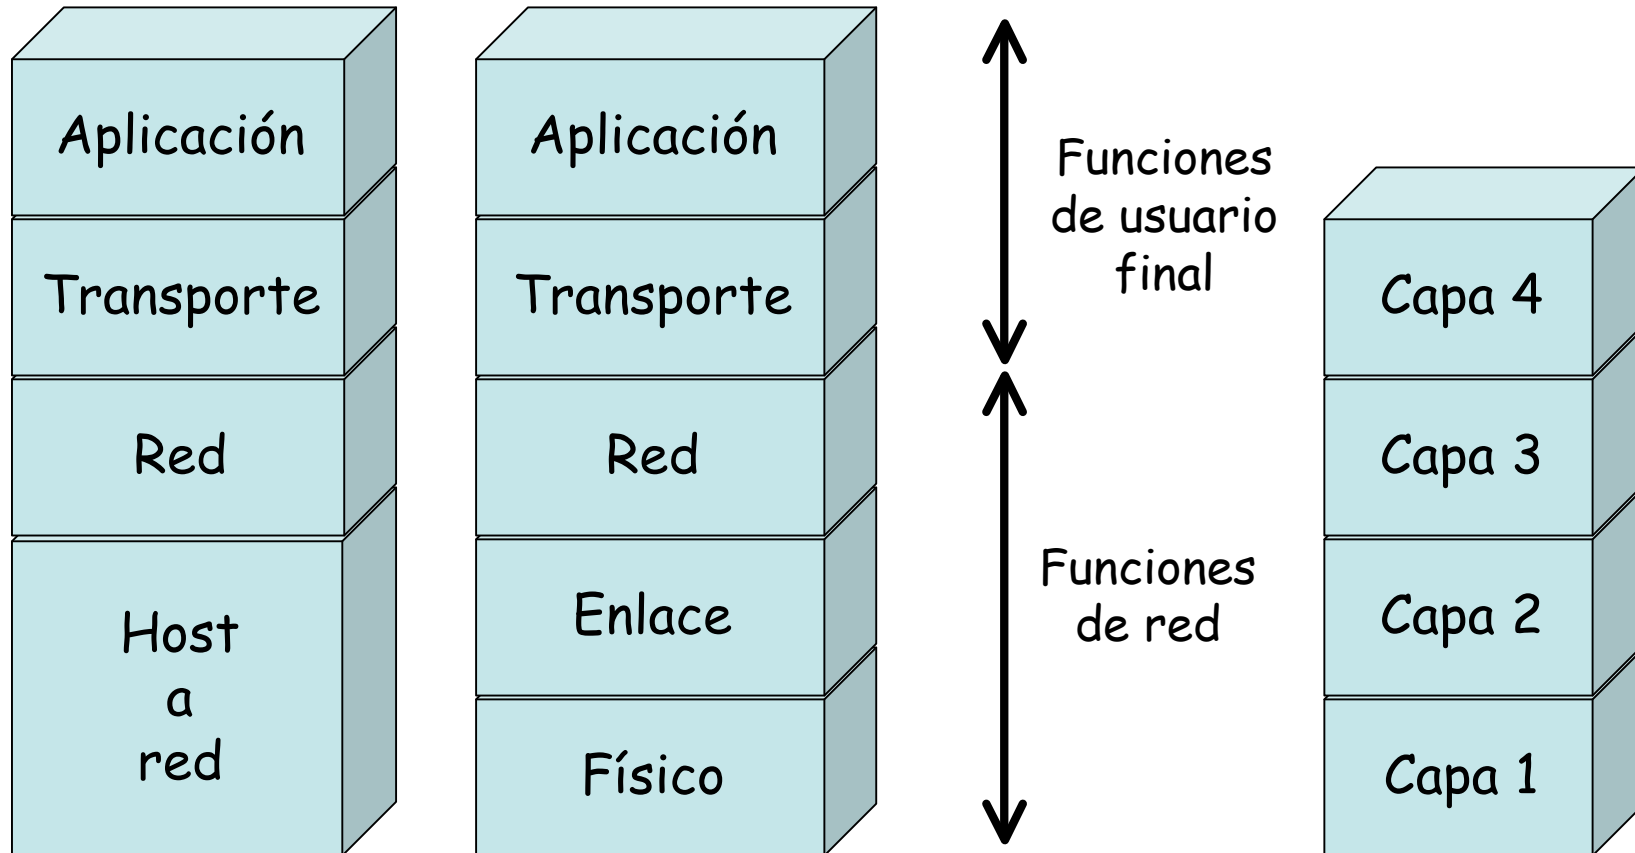 Aplicación
Transporte
Red
Host
a
red
Aplicación
Transporte
Red
Enlace
Físico
Funciones
de usuario
final
Funciones
de red
Capa 4
Capa 3
Capa 2
Capa 1